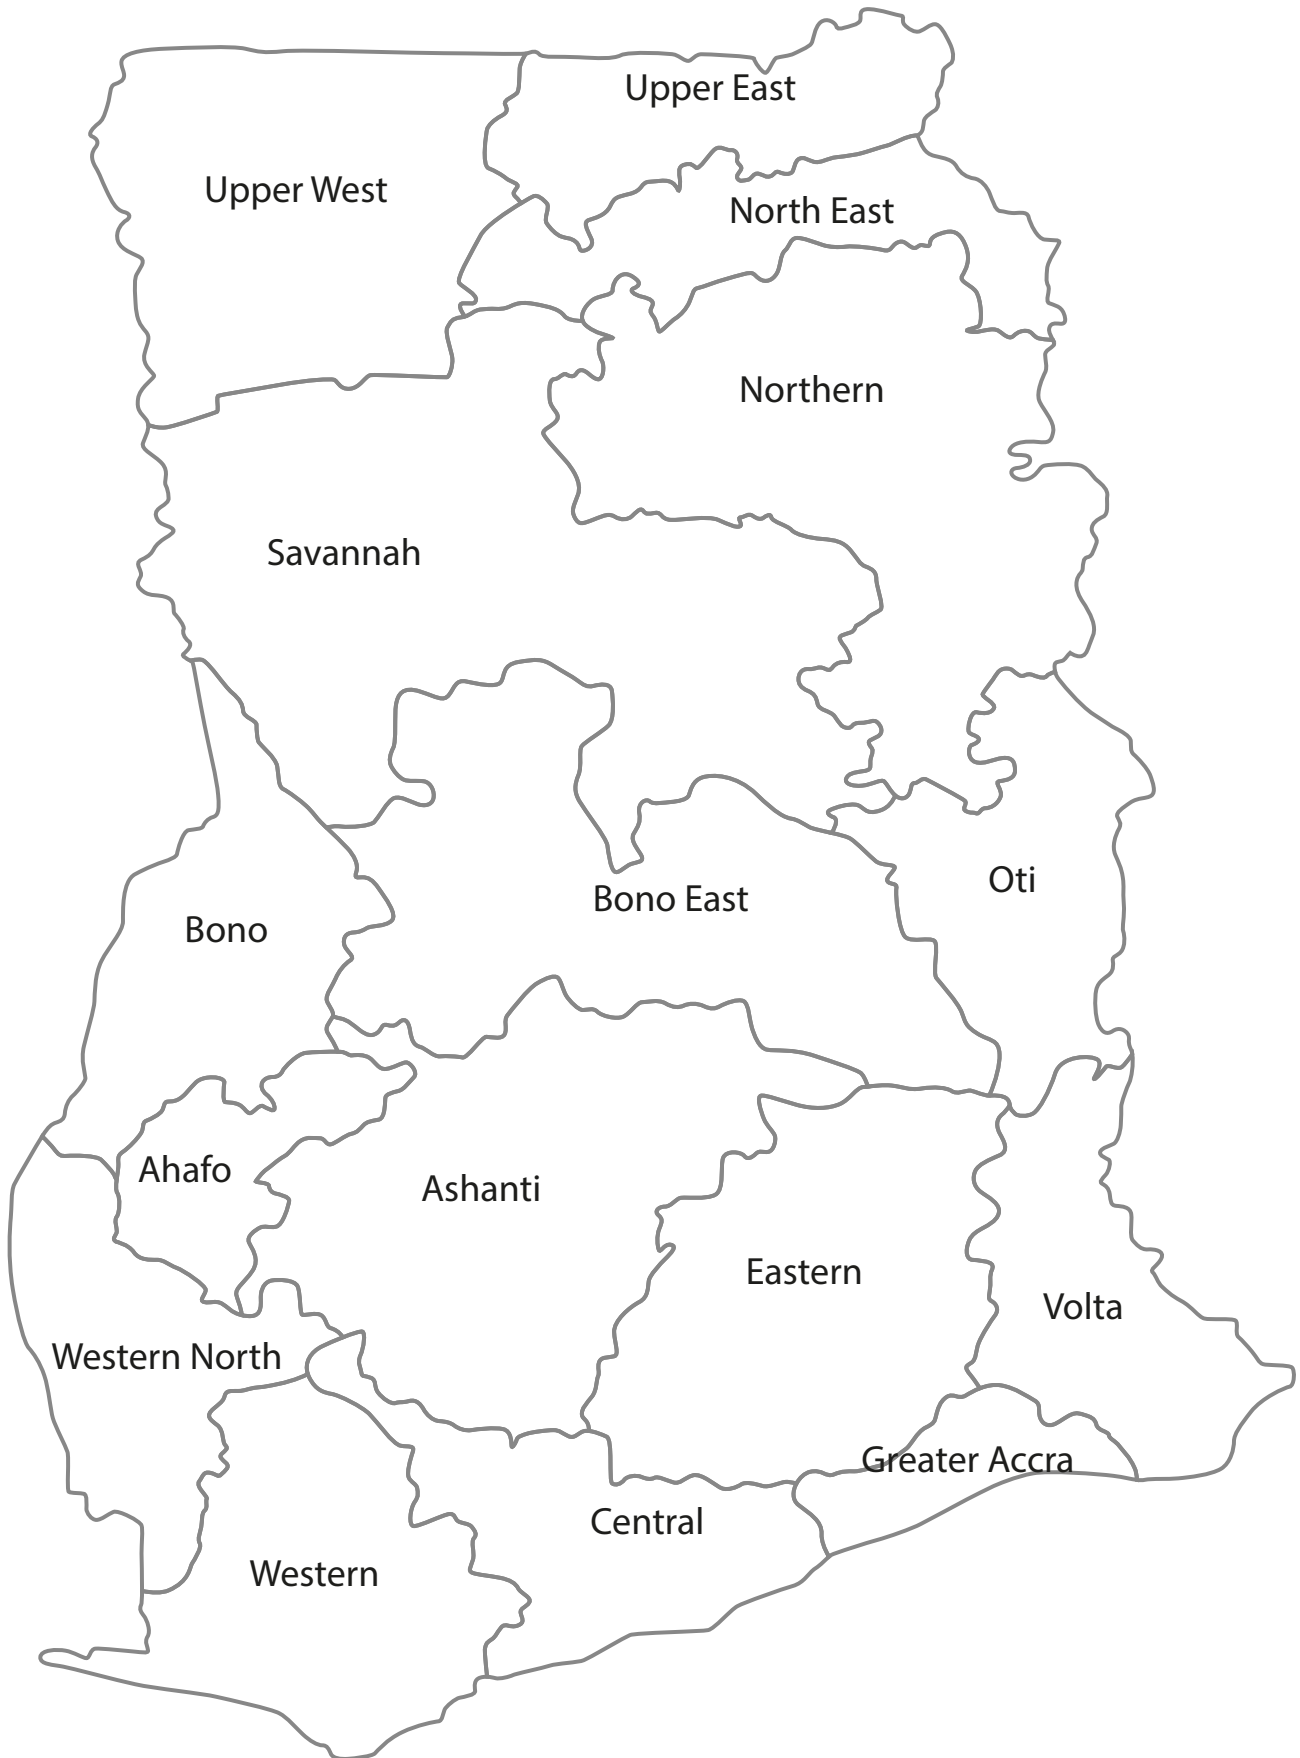 Upper East
Upper West
North East
Northern
Savannah
Oti
Bono East
Bono
Ahafo
Ashanti
Eastern
Volta
Western North
Greater Accra
Central
Western